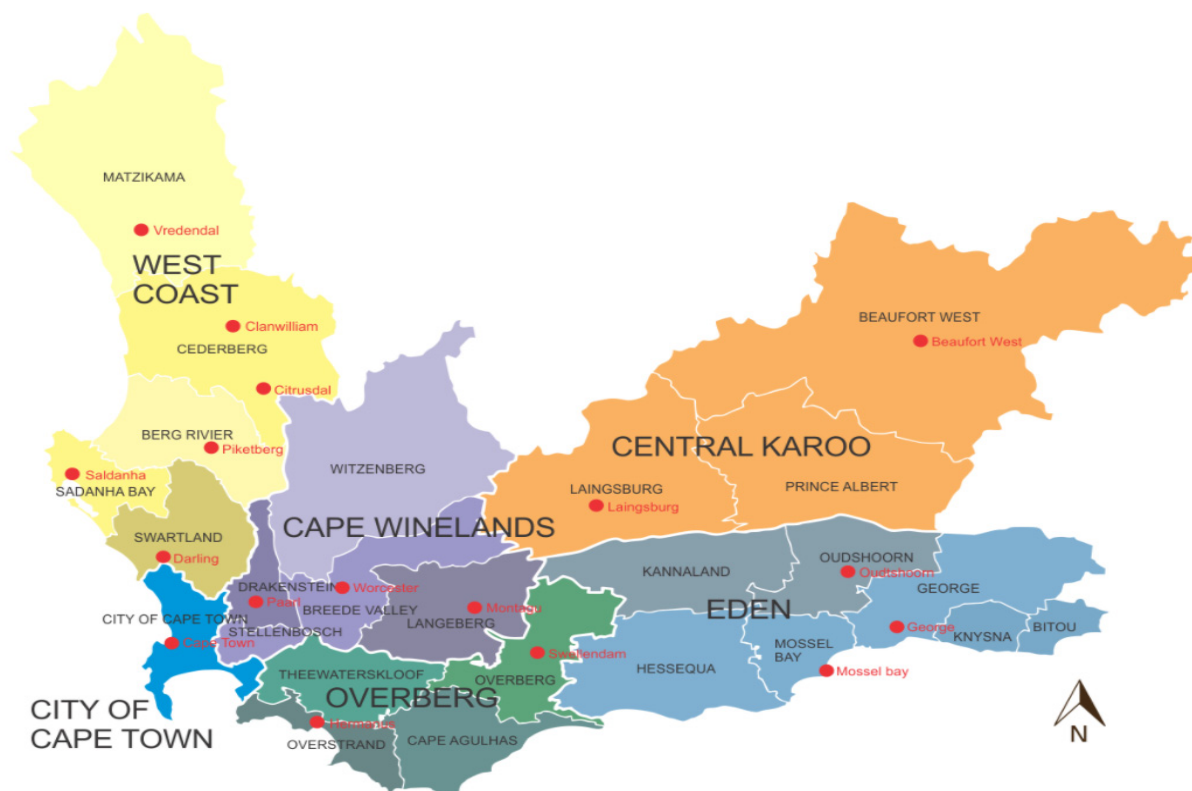 MATZIKAMA
Vredendal
WEST
COAST
Clanwilliam
CEDERBERG
Citrusdal
BERG RIVIER
Piketberg
Saldanha
SADANHA BAY
SWARTLAND
Darling
WITZENBERG
CAPE WINELANDS
DRAKENSTEIN
Worcester
Paarl
BREEDE VALLEY
STELLENBOSCH
LANGEBERG
Montagu
CITY OF CAPE TOWN
Cape Town
CITY OF
CAPE TOWN
THEEWATERSKLOOF
OVERBERG
OVERBERG
Swellendam
Hermanus
OVERSTRAND
CAPE AGULHAS
BEAUFORT WEST
Beaufort West
CENTRAL KAROO
LAINGSBURG
Laingsburg
PRINCE ALBERT
KANNALAND
OUDSHOORN
Oudtshoorn
EDEN
GEORGE
George
KNYSNA
BITOU
HESSEQUA
MOSSEL
BAY
Mossel bay
N